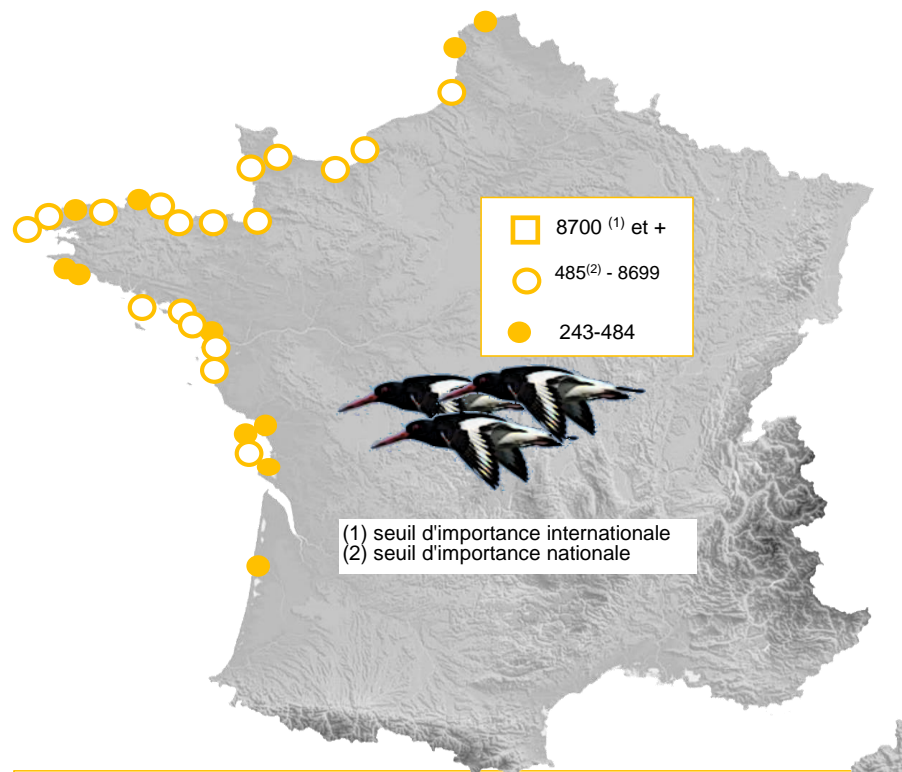 8700 (1) et +
485(2) - 8699
243-484
(1) seuil d'importance internationale
(2) seuil d'importance nationale